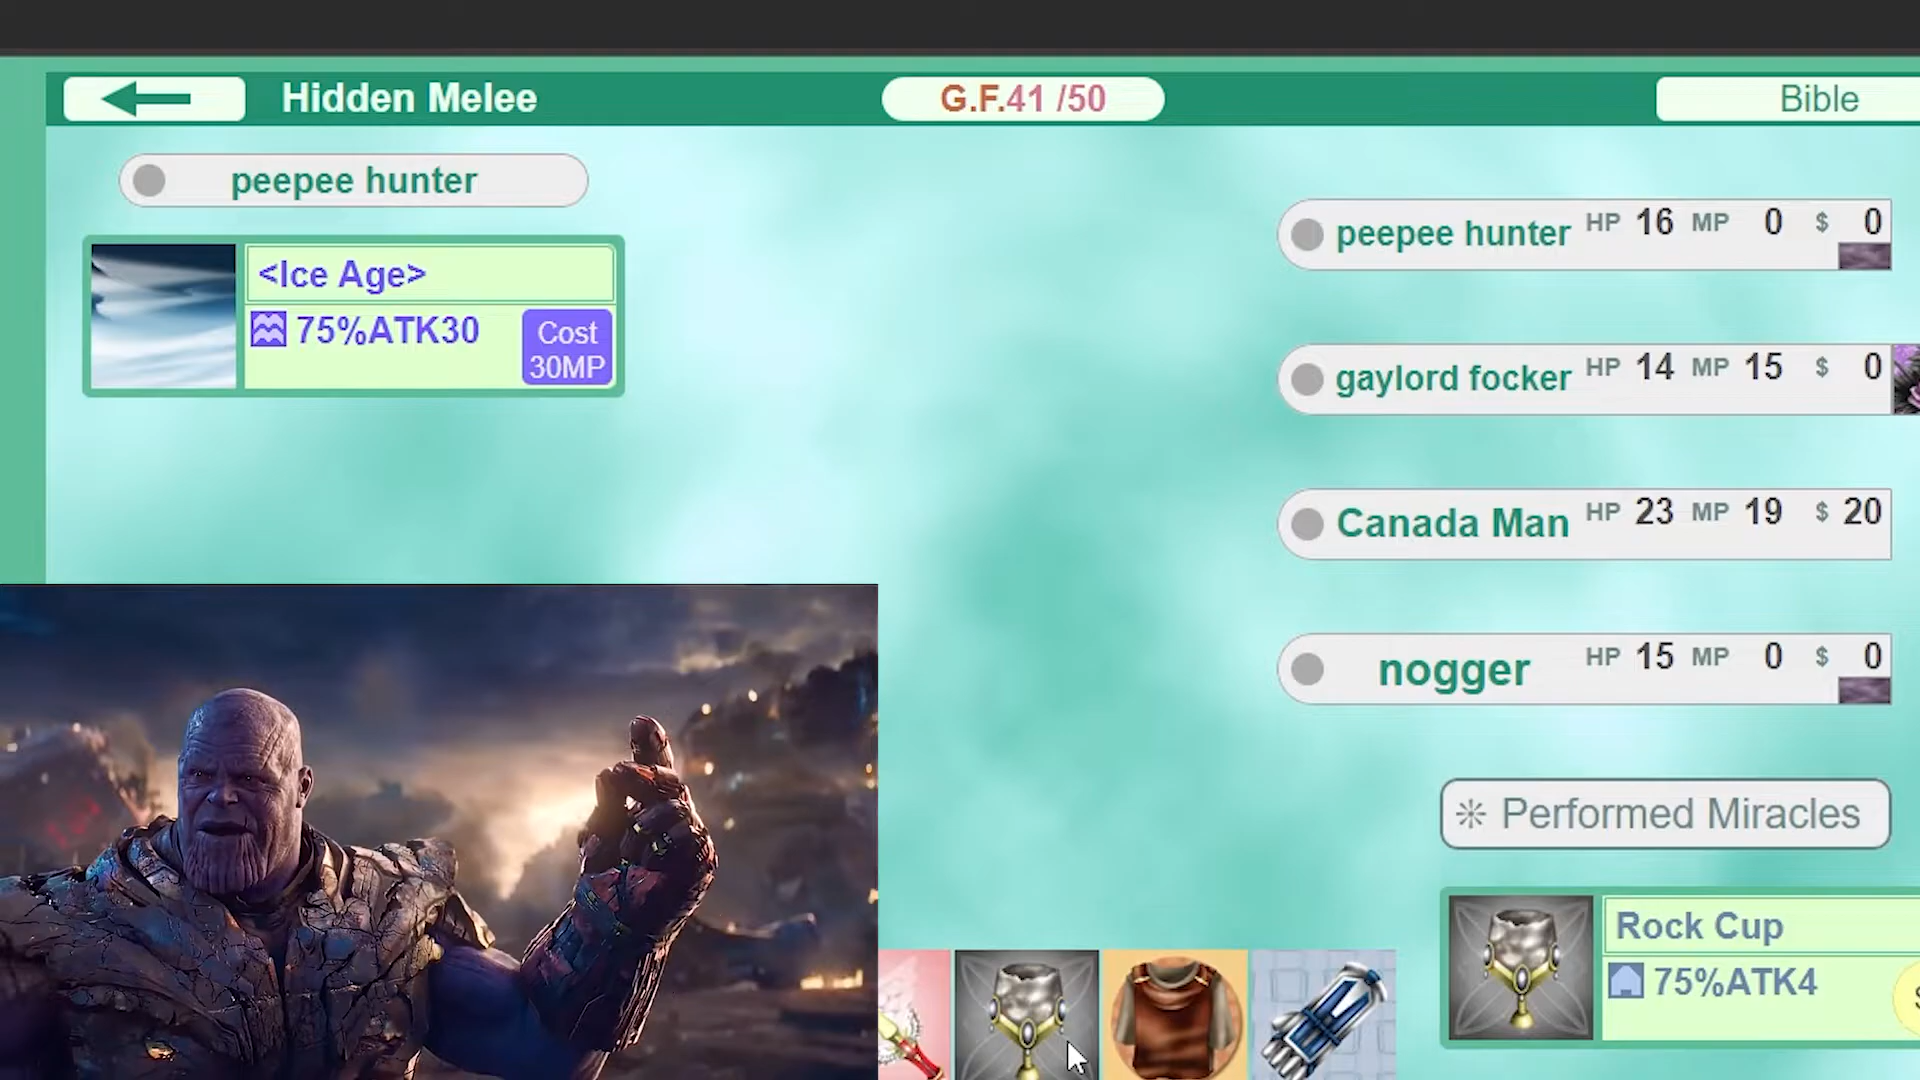 Hidden Melee
G.F.41 /50
Bible
peepee hunter
<Ice Age>
75%ATK30
Cost
30MP
peepee hunter HP 16 MP 0 $ 0
gaylord focker HP 14 MP 15 $ 0
Canada Man HP 23 MP 19 $ 20
nogger HP 15 MP 0 $ 0
Performed Miracles
Rock Cup
75%ATK4